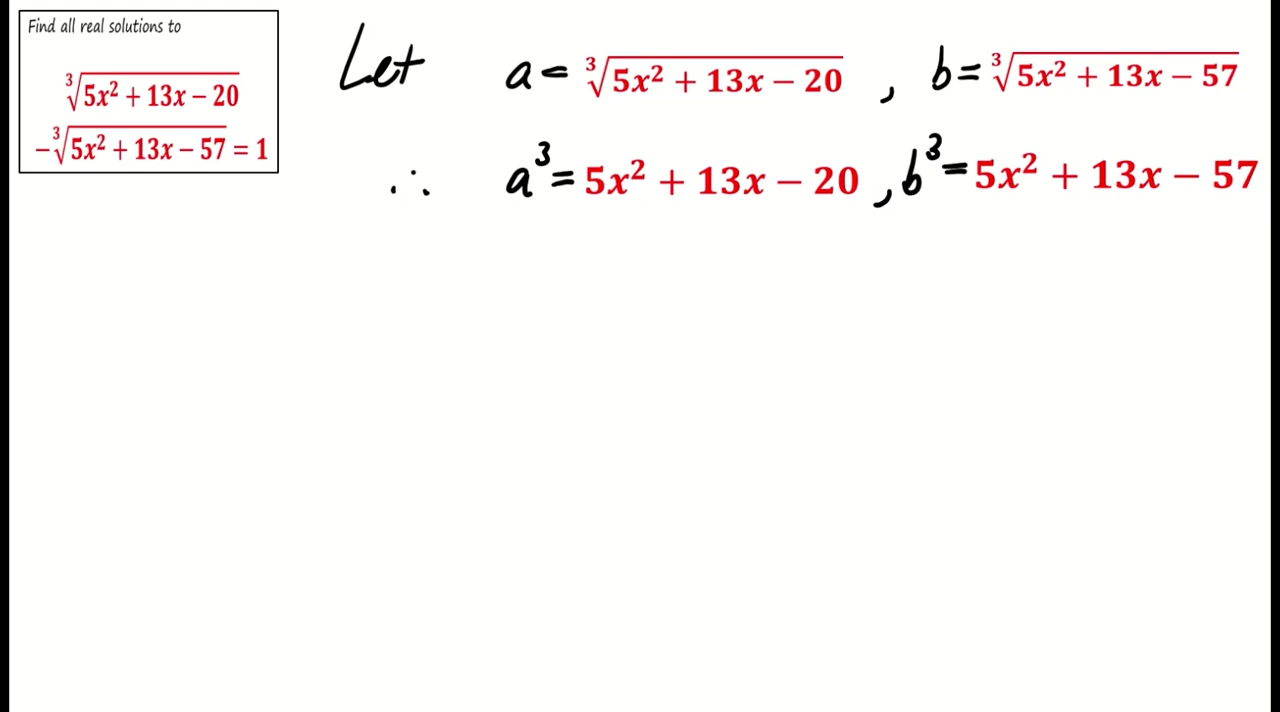 Find all real solutions to
∛(5x² + 13x − 20)
−∛(5x² + 13x − 57) = 1
Let a = ∛(5x² + 13x − 20) , b = ∛(5x² + 13x − 57)
∴ a³ = 5x² + 13x − 20 , b³ = 5x² + 13x − 57